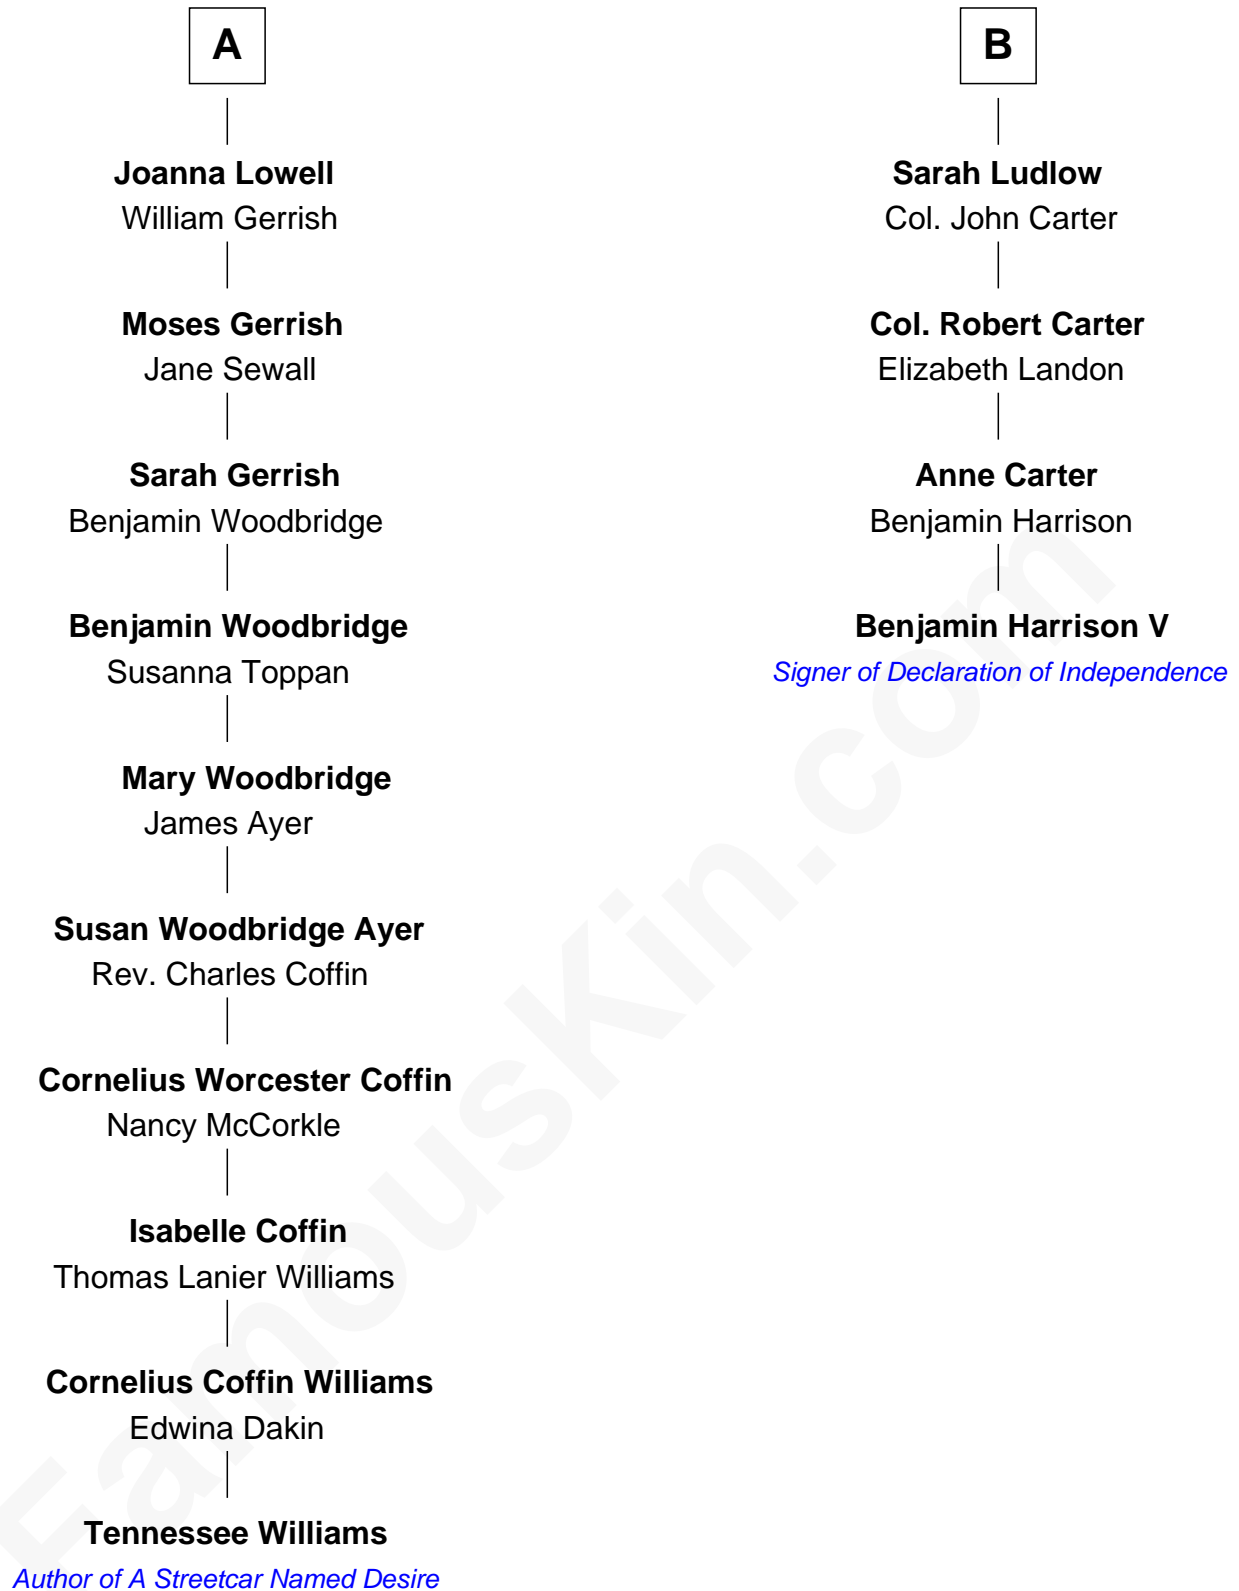 A
Joanna Lowell
William Gerrish
Moses Gerrish
Jane Sewall
Sarah Gerrish
Benjamin Woodbridge
Benjamin Woodbridge
Susanna Toppan
Mary Woodbridge
James Ayer
Susan Woodbridge Ayer
Rev. Charles Coffin
Cornelius Worcester Coffin
Nancy McCorkle
Isabelle Coffin
Thomas Lanier Williams
Cornelius Coffin Williams
Edwina Dakin
Tennessee Williams
Author of A Streetcar Named Desire
B
Sarah Ludlow
Col. John Carter
Col. Robert Carter
Elizabeth Landon
Anne Carter
Benjamin Harrison
Benjamin Harrison V
Signer of Declaration of Independence
FamousKin.com